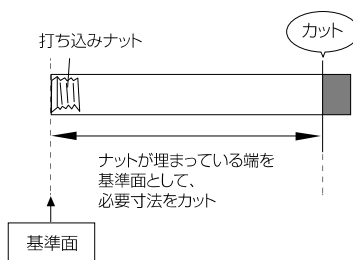 打ち込みナット
カット
ナットが埋まっている端を
基準面として、
必要寸法をカット
基準面